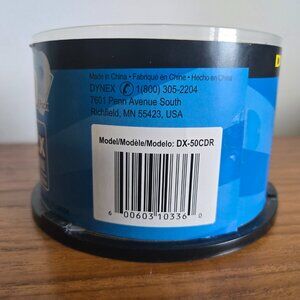 Made in China • Fabriqué en Chine • Hecho en China
DYNEX 1(800) 305-2204
7601 Penn Avenue South
Richfield, MN 55423, USA
Model/Modèle/Modelo: DX-50CDR
6 00603 10336 0